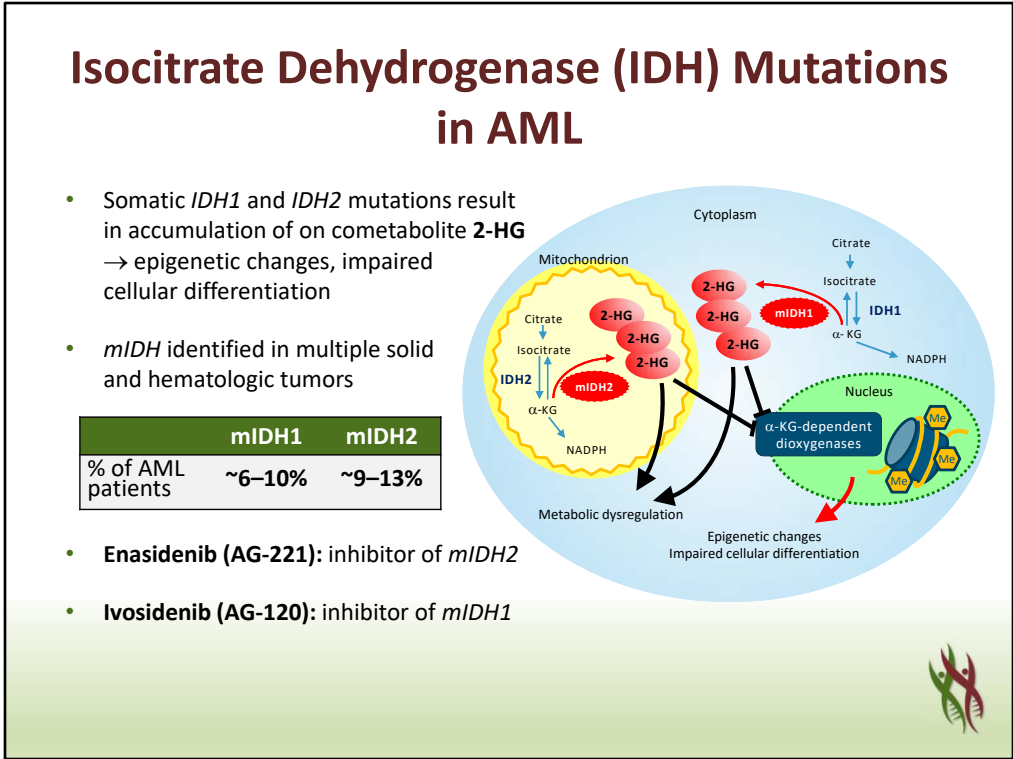 Isocitrate Dehydrogenase (IDH) Mutations
in AML
• Somatic IDH1 and IDH2 mutations result
in accumulation of on cometabolite 2-HG
→ epigenetic changes, impaired
cellular differentiation
• mIDH identified in multiple solid
and hematologic tumors
mIDH1 mIDH2
% of AML
patients ~6–10% ~9–13%
• Enasidenib (AG-221): inhibitor of mIDH2
• Ivosidenib (AG-120): inhibitor of mIDH1
Cytoplasm
Mitochondrion
Citrate
Isocitrate
IDH2
mIDH2
α-KG
NADPH
2-HG
2-HG
2-HG
2-HG
2-HG
2-HG
Citrate
Isocitrate
mIDH1
IDH1
α- KG
NADPH
Nucleus
α-KG-dependent
dioxygenases
Me
Me
Me
Metabolic dysregulation
Epigenetic changes
Impaired cellular differentiation